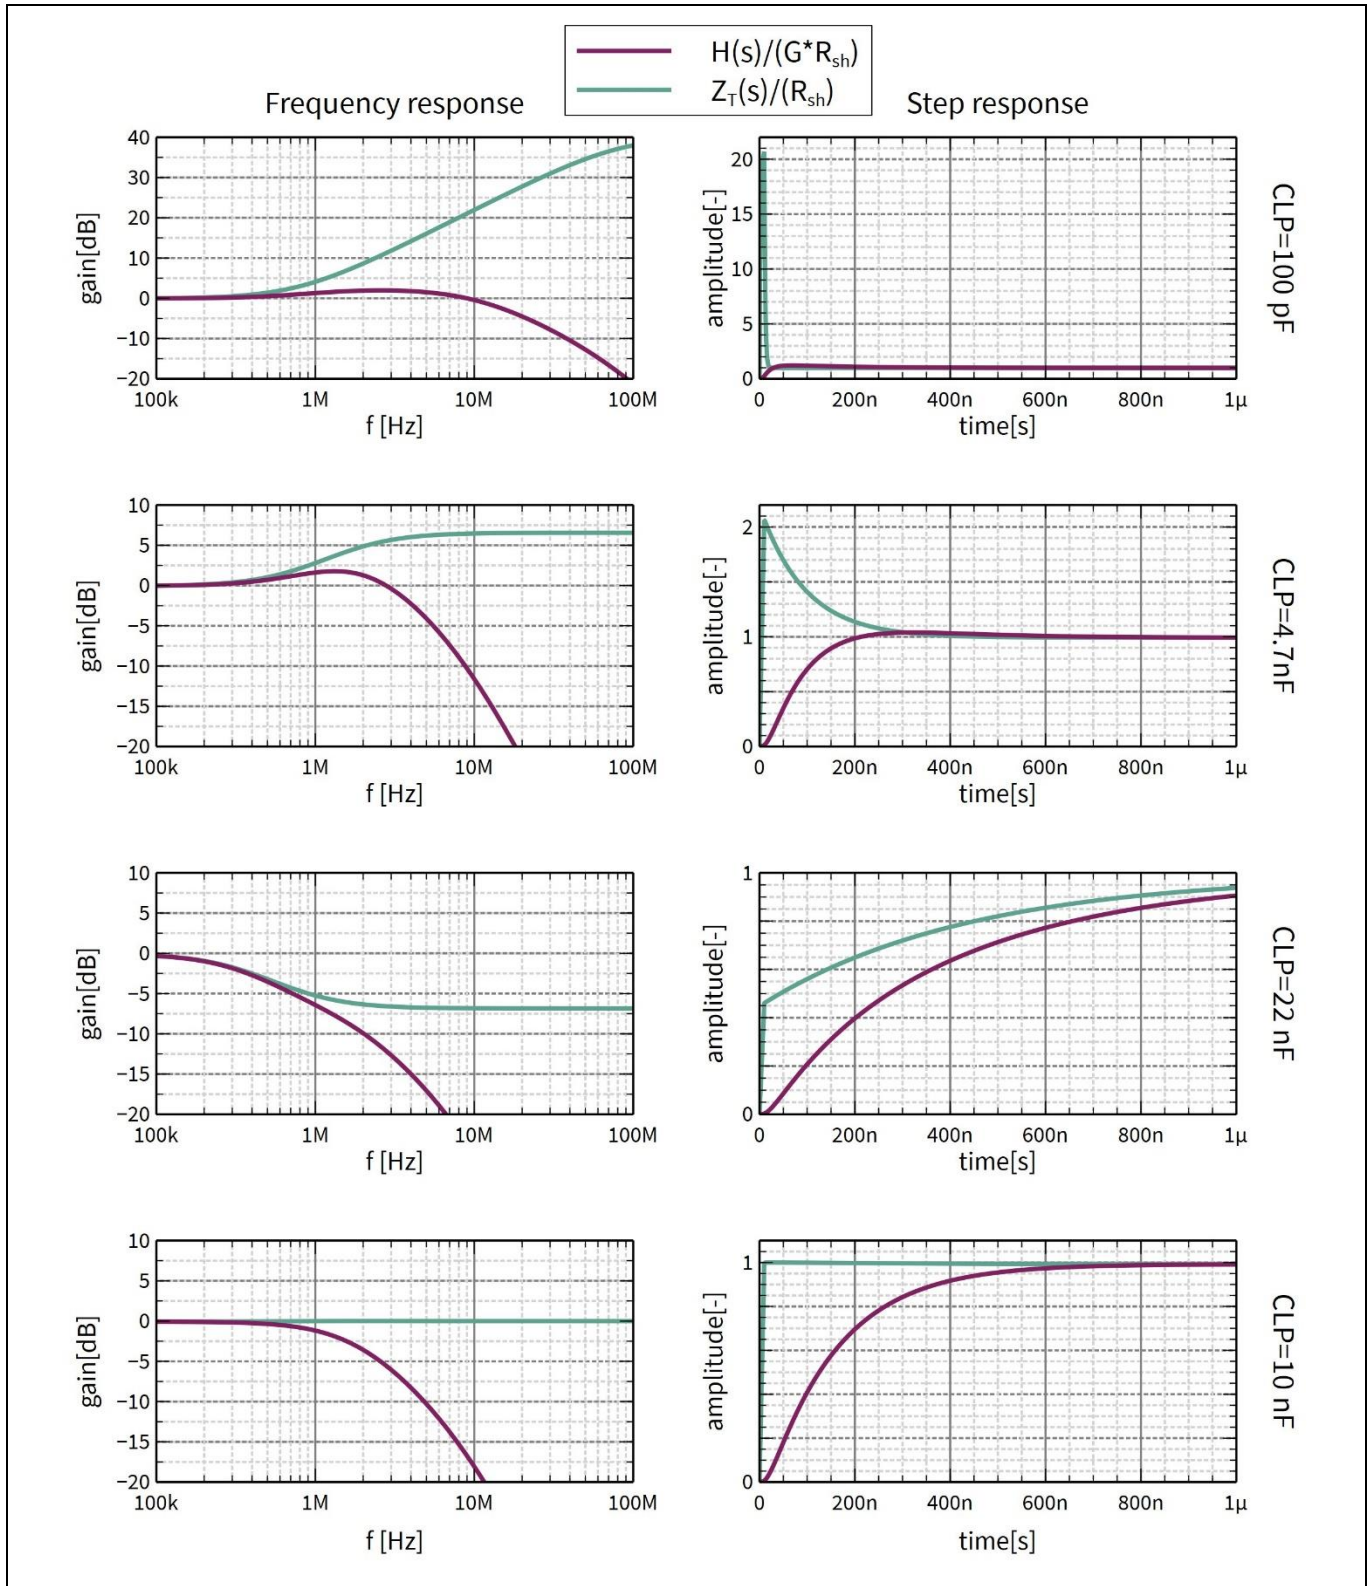 H(s)/(G*Rsh)
ZT(s)/(Rsh)
Frequency response
Step response
40
30
20
10
0
−10
−20
gain[dB]
100k 1M 10M 100M
f [Hz]
20
15
10
5
0
amplitude[-]
0 200n 400n 600n 800n 1µ
time[s]
CLP=100 pF
10
5
0
−5
−10
−15
−20
gain[dB]
100k 1M 10M 100M
f [Hz]
2
1
0
amplitude[-]
0 200n 400n 600n 800n 1µ
time[s]
CLP=4.7nF
10
5
0
−5
−10
−15
−20
gain[dB]
100k 1M 10M 100M
f [Hz]
1
0
amplitude[-]
0 200n 400n 600n 800n 1µ
time[s]
CLP=22 nF
10
5
0
−5
−10
−15
−20
gain[dB]
100k 1M 10M 100M
f [Hz]
1
0
amplitude[-]
0 200n 400n 600n 800n 1µ
time[s]
CLP=10 nF